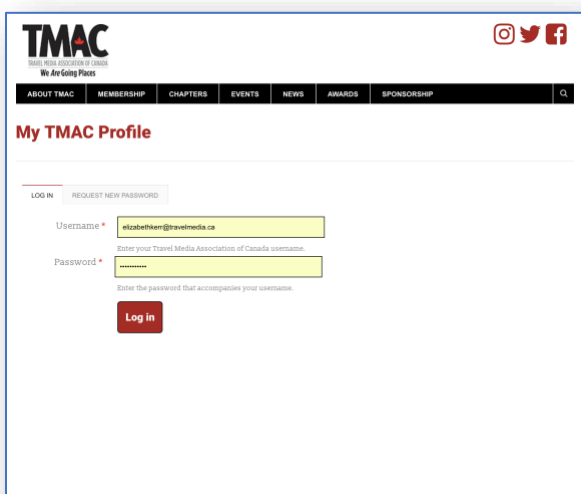 TMAC
TRAVEL MEDIA ASSOCIATION OF CANADA
We Are Going Places
ABOUT TMAC MEMBERSHIP CHAPTERS EVENTS NEWS AWARDS SPONSORSHIP
My TMAC Profile
LOG IN REQUEST NEW PASSWORD
Username * elizabethkerr@travelmedia.ca
Enter your Travel Media Association of Canada username.
Password * •••••••••••
Enter the password that accompanies your username.
Log in